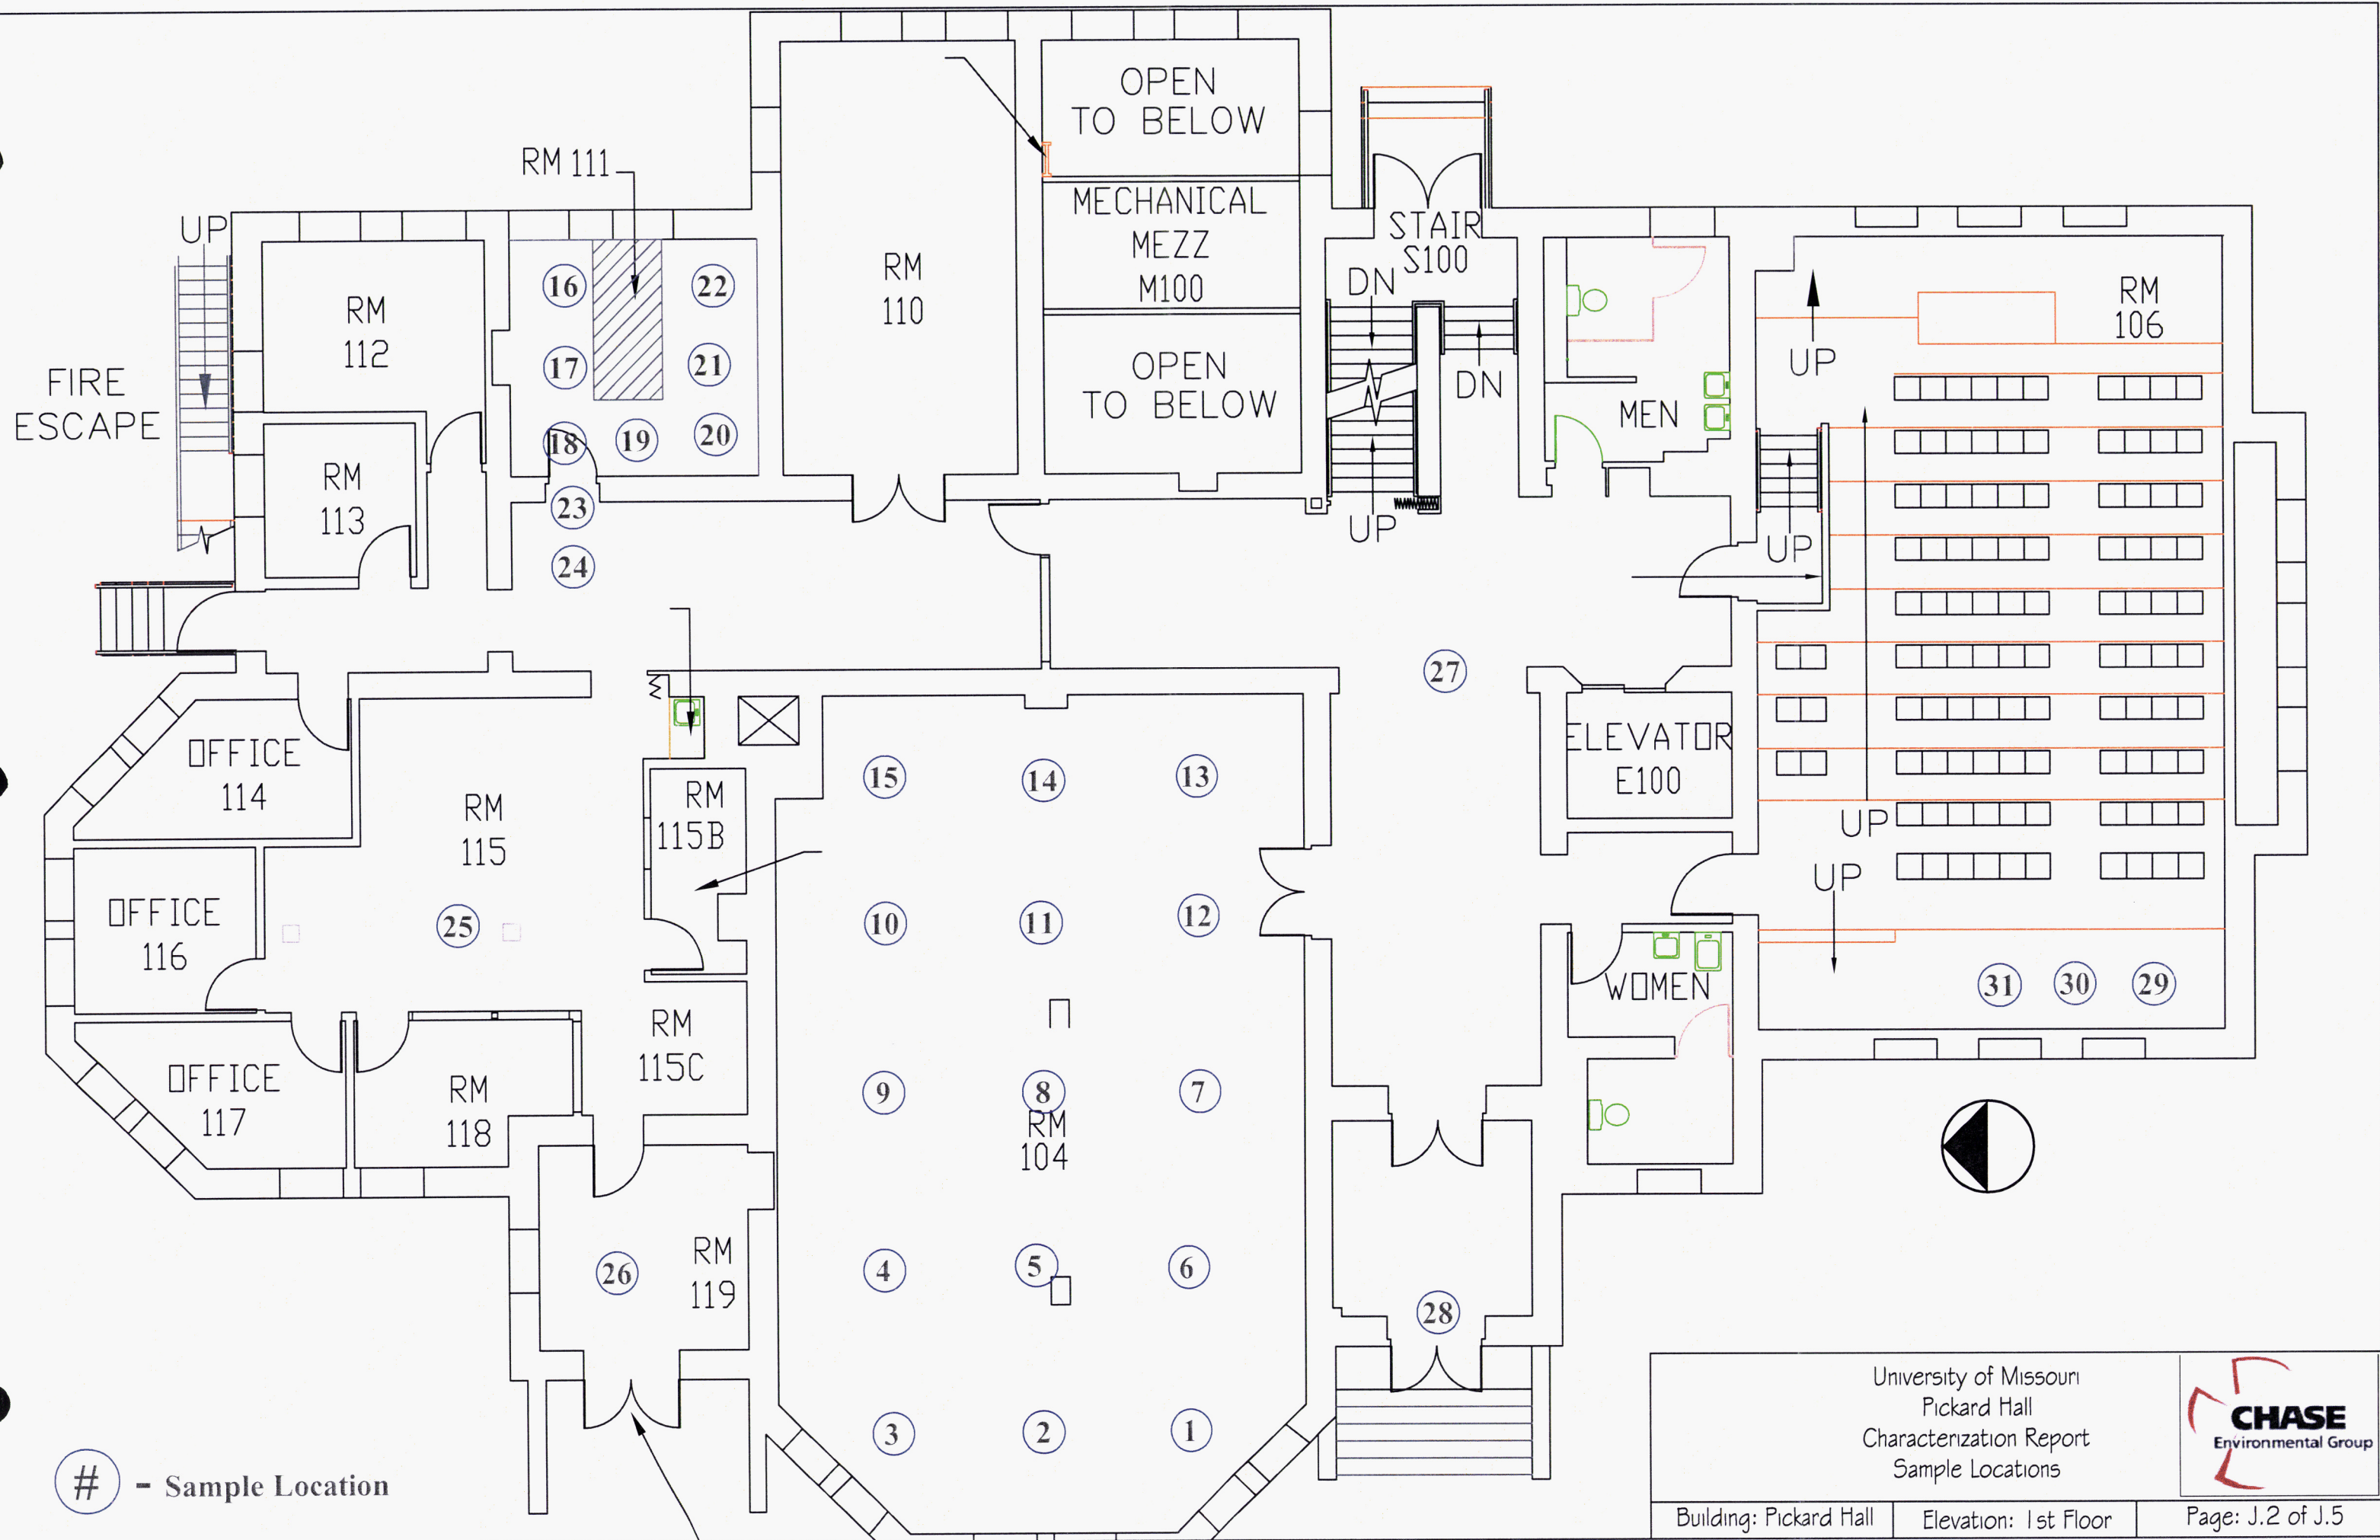 OPEN
TO BELOW
RM 111
MECHANICAL
MEZZ
M100
UP
STAIR
S100
DN
RM
110
RM
112
16
22
RM
106
17
21
UP
FIRE
ESCAPE
OPEN
TO BELOW
DN
MEN
18
19
20
RM
113
23
UP
UP
24
27
OFFICE
114
ELEVATOR
E100
15
14
13
RM
115
RM
115B
UP
UP
OFFICE
116
25
10
11
12
WOMEN
31
30
29
RM
115C
OFFICE
117
RM
118
9
8
7
RM
104
RM
119
26
4
5
6
28
3
2
1
# - Sample Location
University of Missouri
Pickard Hall
Characterization Report
Sample Locations
CHASE
Environmental Group
Building: Pickard Hall
Elevation: 1st Floor
Page: J.2 of J.5